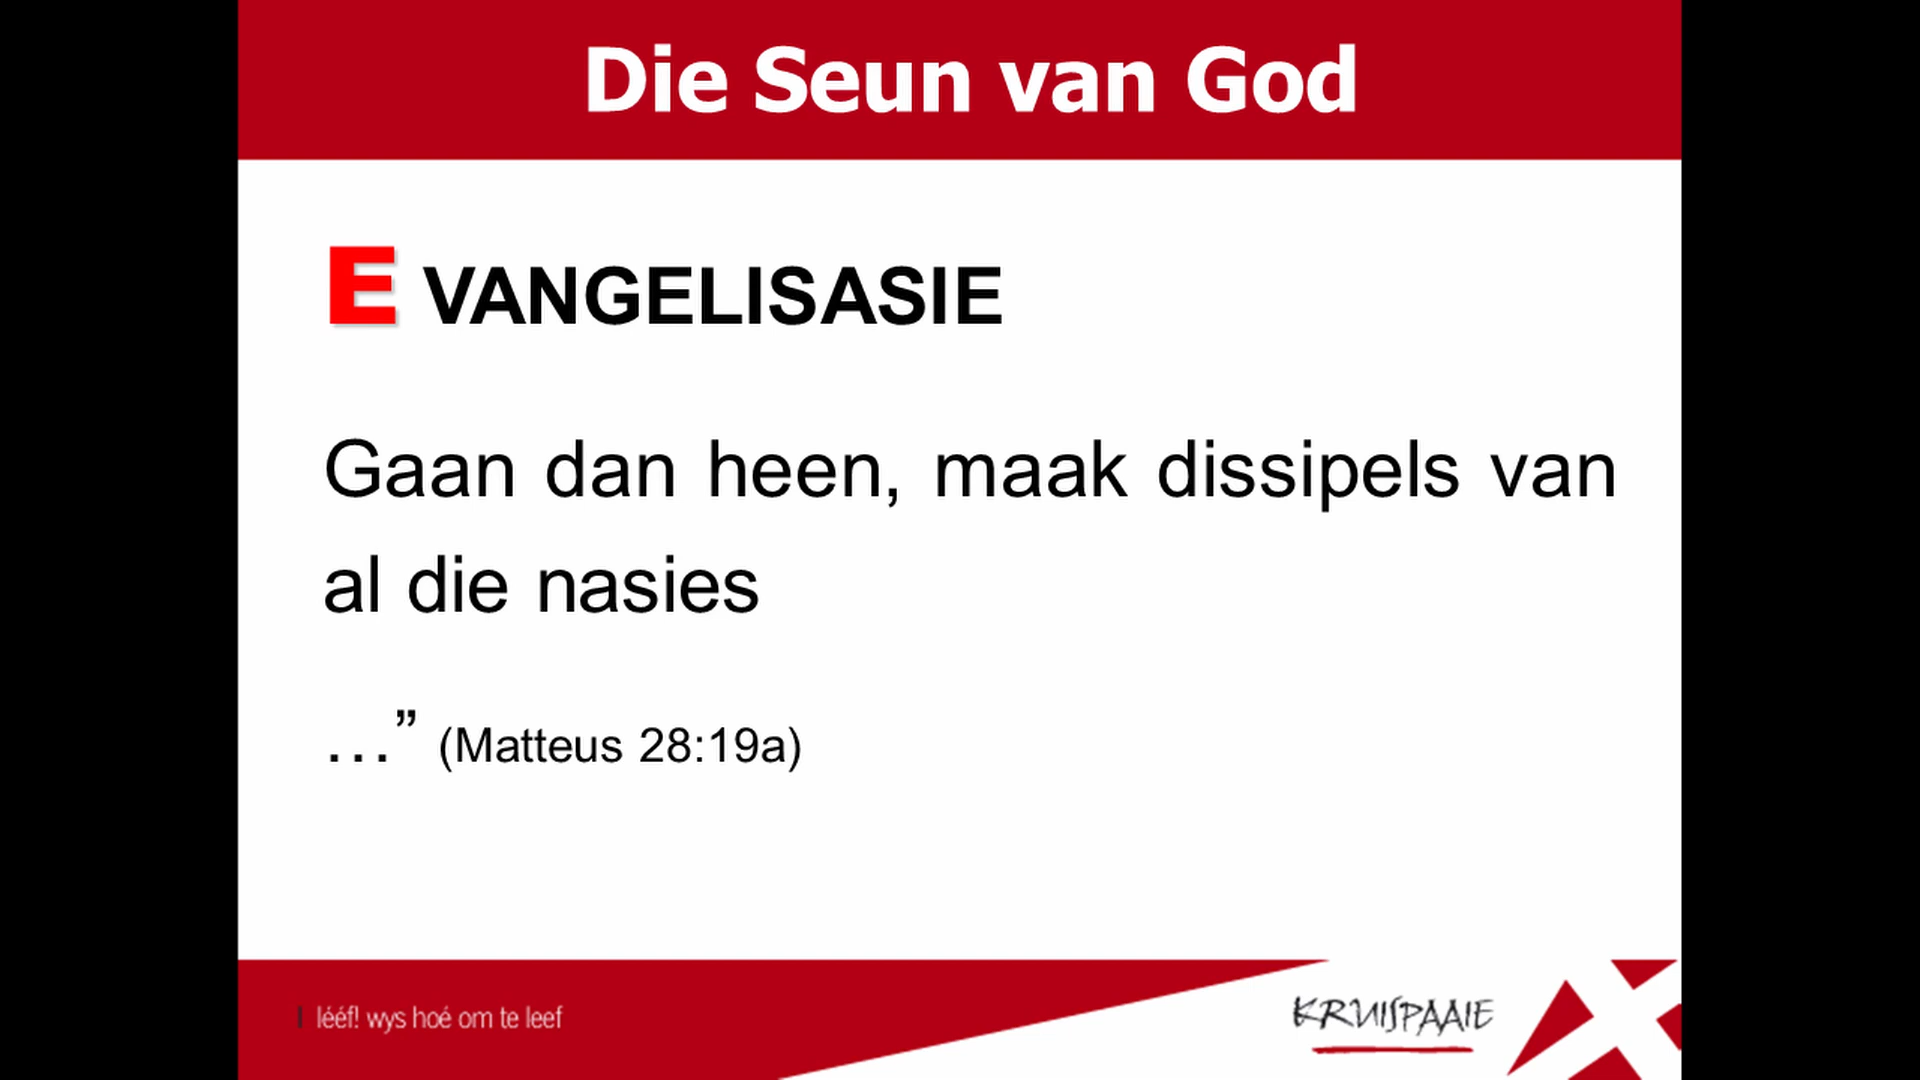 Die Seun van God
E VANGELISASIE
Gaan dan heen, maak dissipels van
al die nasies
…” (Matteus 28:19a)
| lééf! wys hoé om te leef
KRUISPAAIE